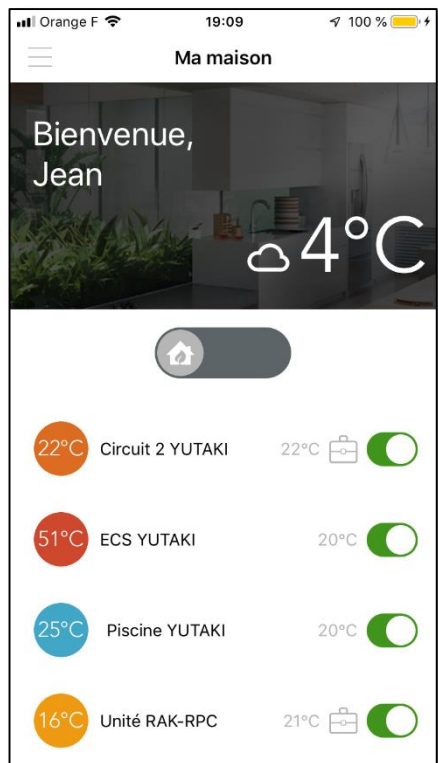 Orange F 19:09 100 %
Ma maison
Bienvenue,
Jean
4°C
22°C Circuit 2 YUTAKI 22°C
51°C ECS YUTAKI 20°C
25°C Piscine YUTAKI 20°C
16°C Unité RAK-RPC 21°C